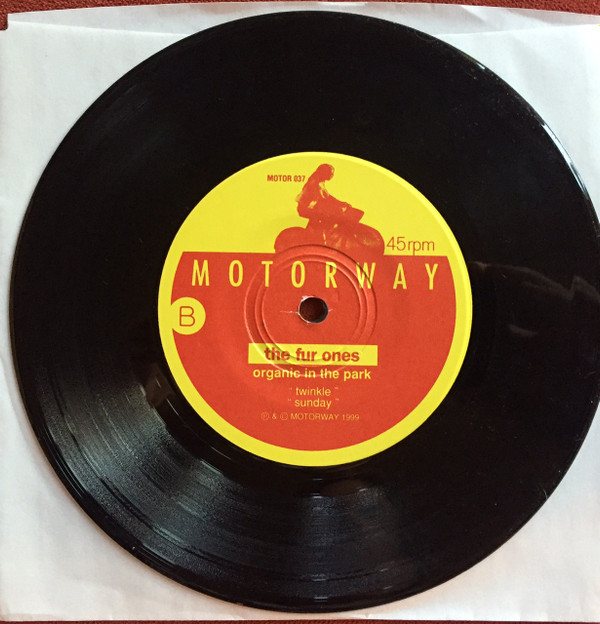 MOTOR 037
45rpm
MOTORWAY
B
the fur ones
organic in the park
" twinkle "
" sunday "
℗ & © MOTORWAY 1999